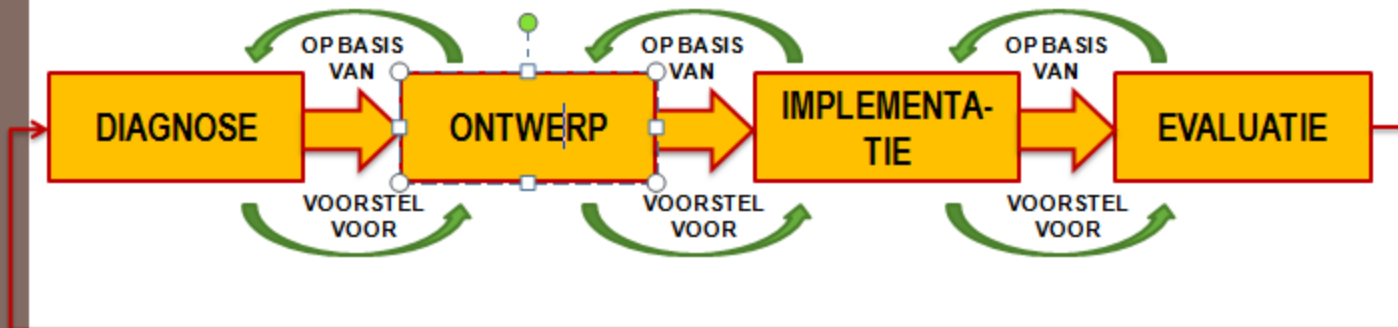 OP BASIS
VAN
OP BASIS
VAN
OP BASIS
VAN
DIAGNOSE
ONTWERP
IMPLEMENTA-
TIE
EVALUATIE
VOORSTEL
VOOR
VOORSTEL
VOOR
VOORSTEL
VOOR